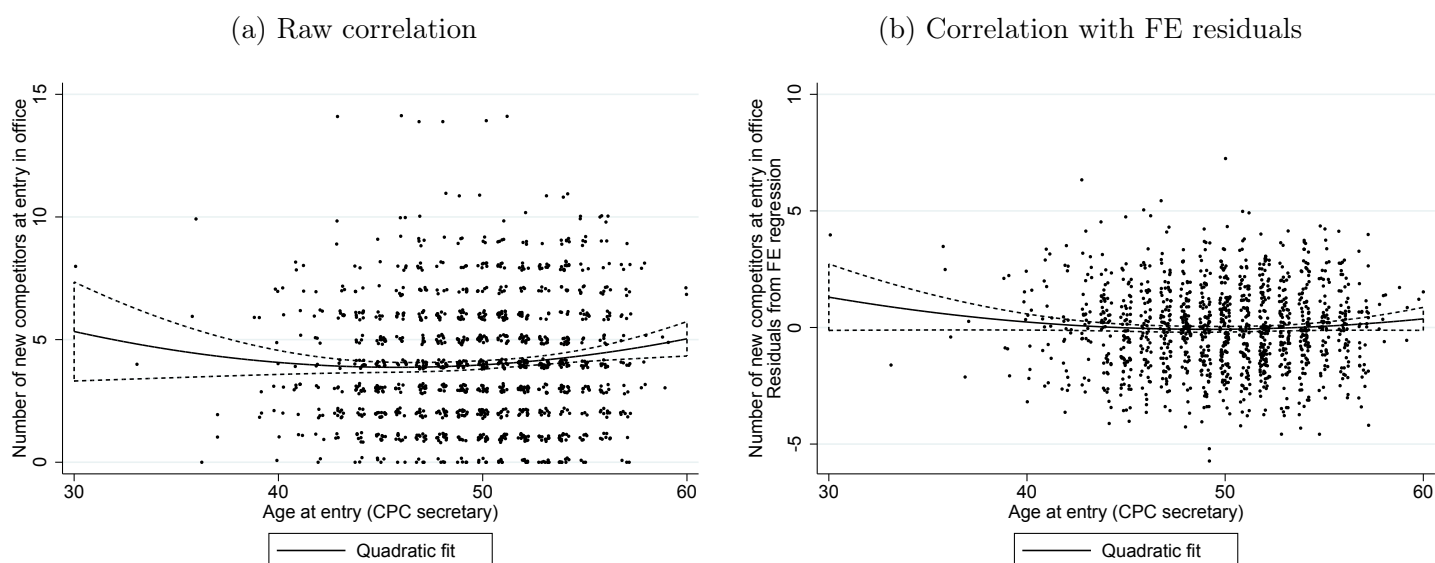 (a) Raw correlation
Number of new competitors at entry in office
15
10
5
0
30
40
50
60
Age at entry (CPC secretary)
Quadratic fit
(b) Correlation with FE residuals
Number of new competitors at entry in office
Residuals from FE regression
10
5
0
-5
30
40
50
60
Age at entry (CPC secretary)
Quadratic fit